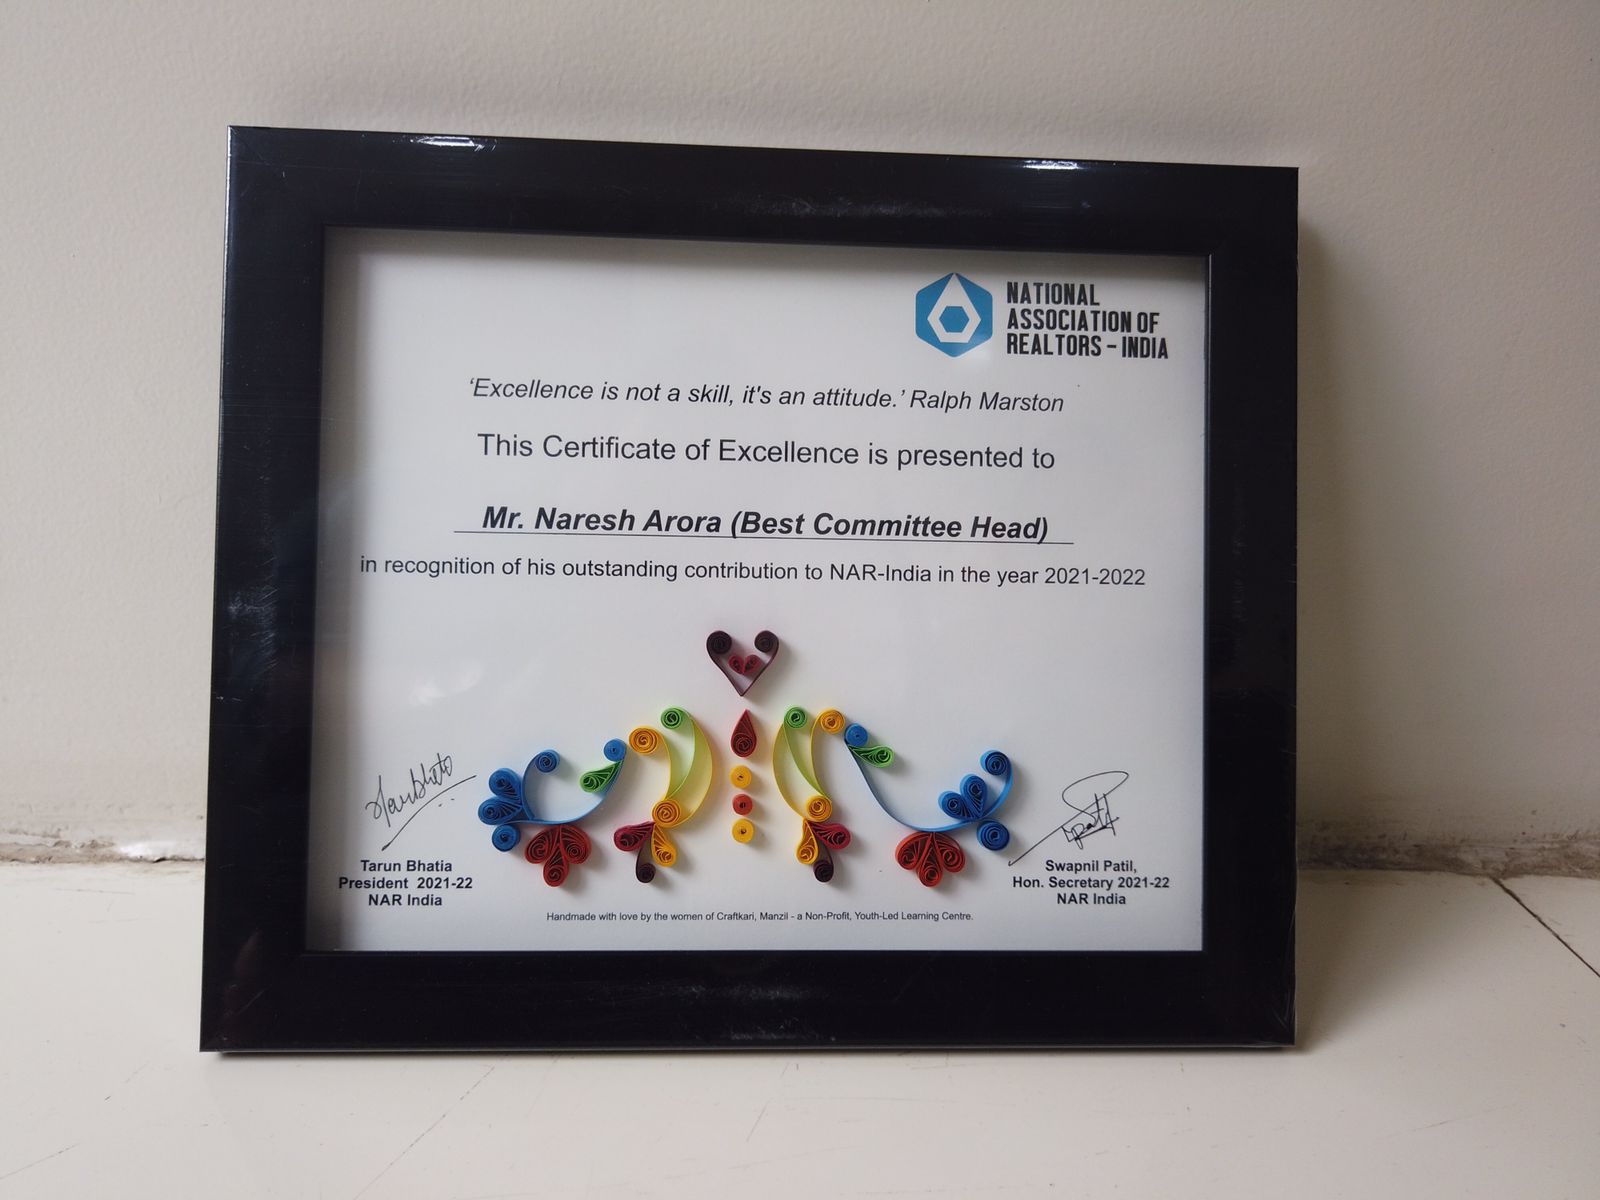 NATIONAL
ASSOCIATION OF
REALTORS – INDIA
‘Excellence is not a skill, it's an attitude.’ Ralph Marston
This Certificate of Excellence is presented to
Mr. Naresh Arora (Best Committee Head)
in recognition of his outstanding contribution to NAR-India in the year 2021-2022
Tarun Bhatia
President 2021-22
NAR India
Swapnil Patil,
Hon. Secretary 2021-22
NAR India
Handmade with love by the women of Craftkari, Manzil - a Non-Profit, Youth-Led Learning Centre.